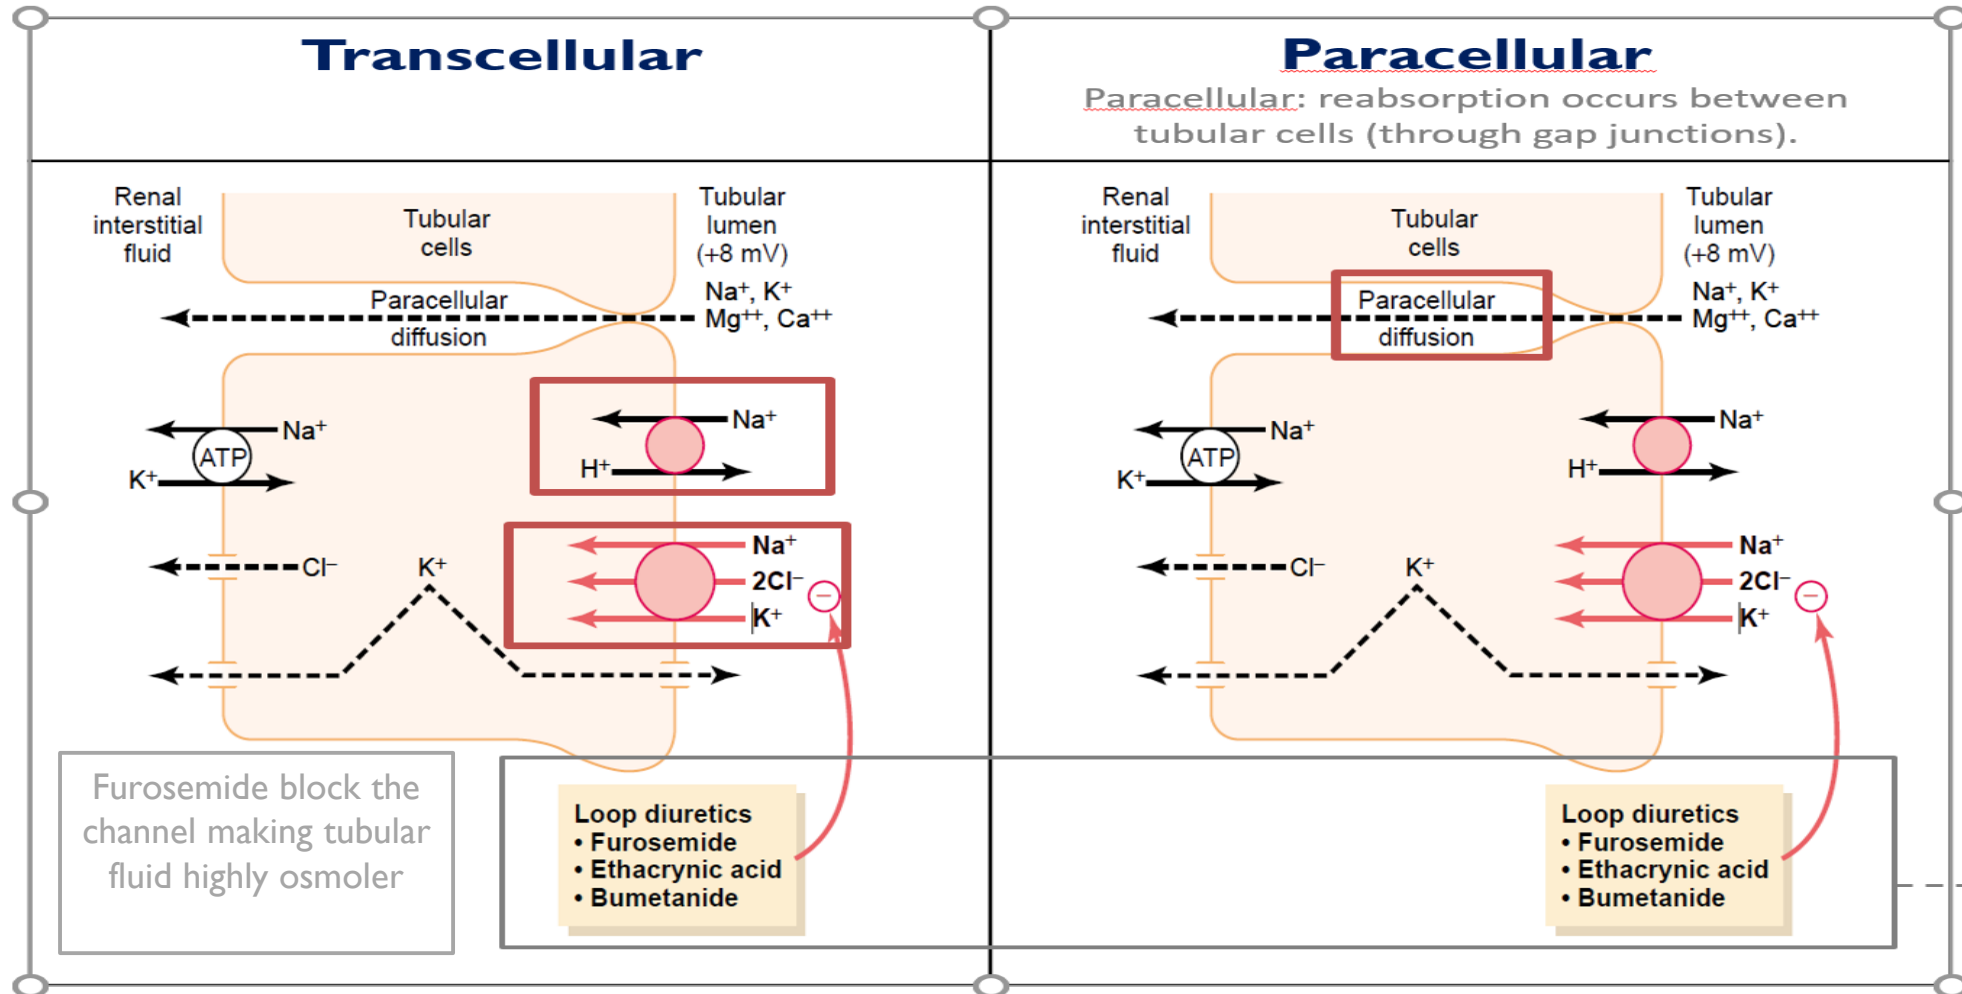 Transcellular
Paracellular
Paracellular: reabsorption occurs between
tubular cells (through gap junctions).
Renal
interstitial
fluid
Tubular
cells
Tubular
lumen
(+8 mV)
Na⁺, K⁺
Mg⁺⁺, Ca⁺⁺
Paracellular
diffusion
Na⁺
K⁺
ATP
Na⁺
H⁺
Cl⁻
K⁺
Na⁺
2Cl⁻
K⁺
−
Furosemide block the
channel making tubular
fluid highly osmoler
Loop diuretics
• Furosemide
• Ethacrynic acid
• Bumetanide
Renal
interstitial
fluid
Tubular
cells
Tubular
lumen
(+8 mV)
Na⁺, K⁺
Mg⁺⁺, Ca⁺⁺
Paracellular
diffusion
Na⁺
K⁺
ATP
Na⁺
H⁺
Cl⁻
K⁺
Na⁺
2Cl⁻
K⁺
−
Loop diuretics
• Furosemide
• Ethacrynic acid
• Bumetanide